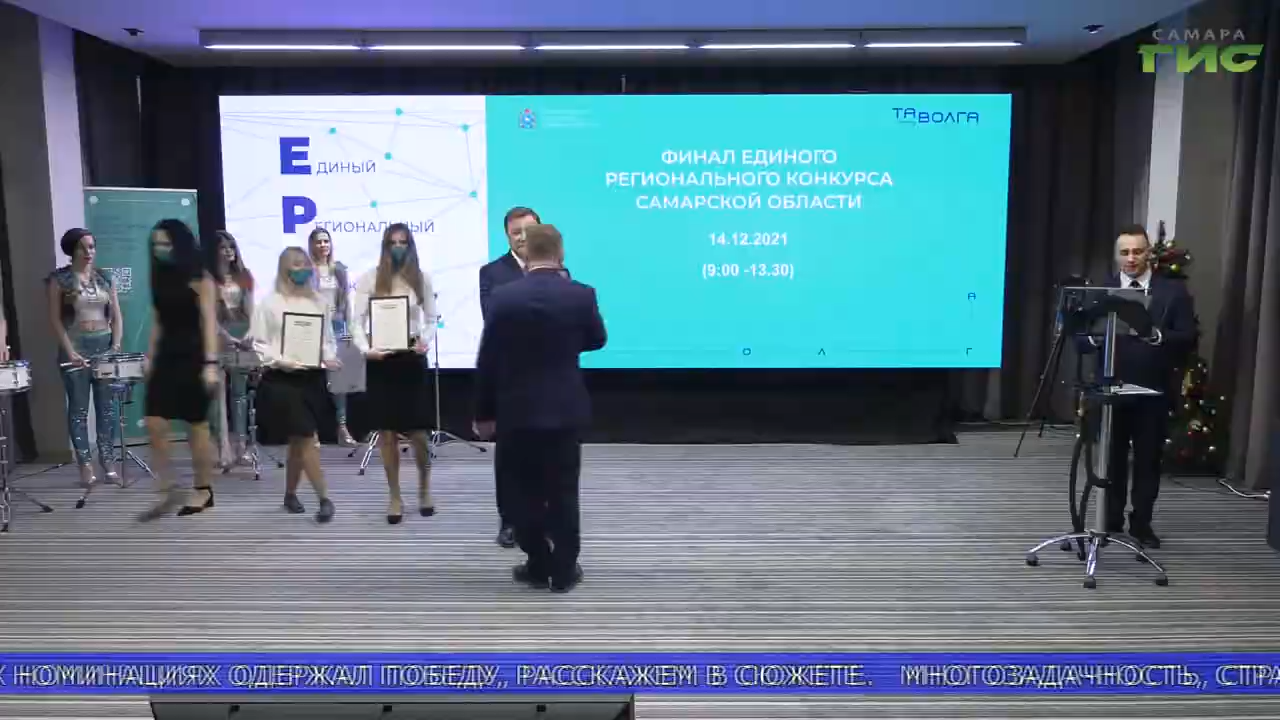 САМАРА
ГИС
ТАВОЛГА
ЕДИНЫЙ
РЕГИОНАЛЬНЫЙ
ФИНАЛ ЕДИНОГО
РЕГИОНАЛЬНОГО КОНКУРСА
САМАРСКОЙ ОБЛАСТИ
14.12.2021
(9:00 -13.30)
А
О Л Г
Х НОМИНАЦИЯХ ОДЕРЖАЛ ПОБЕДУ,, РАССКАЖЕМ В СЮЖЕТЕ. МНОГОЗАДАЧНОСТЬ,, СТРА